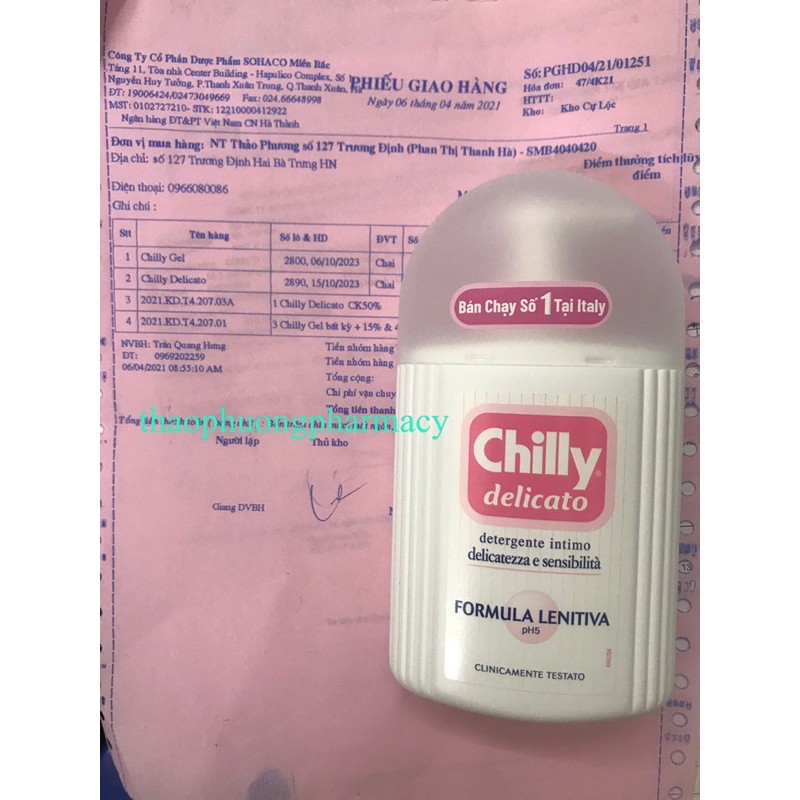 Công Ty Cổ Phần Dược Phẩm SOHACO Miền Bắc
Tầng 11, Tòa nhà Center Building - Hapulico Complex, Số 1
Nguyễn Huy Tưởng, P.Thanh Xuân Trung, Q.Thanh Xuân,
ĐT: 19006424/02473049669 Fax: 024.66648998
MST: 0102727210- STK: 12210000412922
Ngân hàng ĐT&PT Việt Nam CN Hà Thành
PHIẾU GIAO HÀNG
Ngày 06 tháng 04 năm 2021
Số: PGHD04/21/01251
Hóa đơn: 47/4K21
HTTT:
Kho: Kho Cự Lộc
Trang 1
Đơn vị mua hàng: NT Thảo Phương số 127 Trương Định (Phan Thị Thanh Hà) - SMB4040420
Địa chỉ: số 127 Trương Định Hai Bà Trưng HN
Điểm thưởng tích lũy
điểm
Điện thoại: 0966080086
Ghi chú :
Stt Tên hàng Số lô & HD ĐVT Số
1 Chilly Gel 2800, 06/10/2023 Chai
2 Chilly Delicato 2890, 15/10/2023 Chai
3 2021.KD.T4.207.03A 1 Chilly Delicato CK50%
4 2021.KD.T4.207.01 3 Chilly Gel bất kỳ + 15% & 4
NVBH: Trần Quang Hưng
ĐT: 0969202259
06/04/2021 08:55:10 AM
Tiền nhóm hàng
Tiền nhóm hàng
Tổng cộng:
Chi phí vận chuy
Tổng tiền thanh
thaophuongpharmacy
Người lập Thủ kho
Giang DVBH
Bán Chạy Số 1 Tại Italy
Chilly
delicato
detergente intimo
delicatezza e sensibilità
FORMULA LENITIVA
pH5
CLINICAMENTE TESTATO